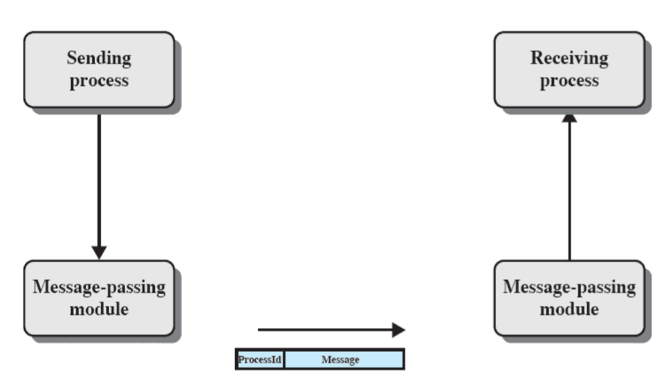 Sending
process
Receiving
process
Message-passing
module
Message-passing
module
ProcessId Message